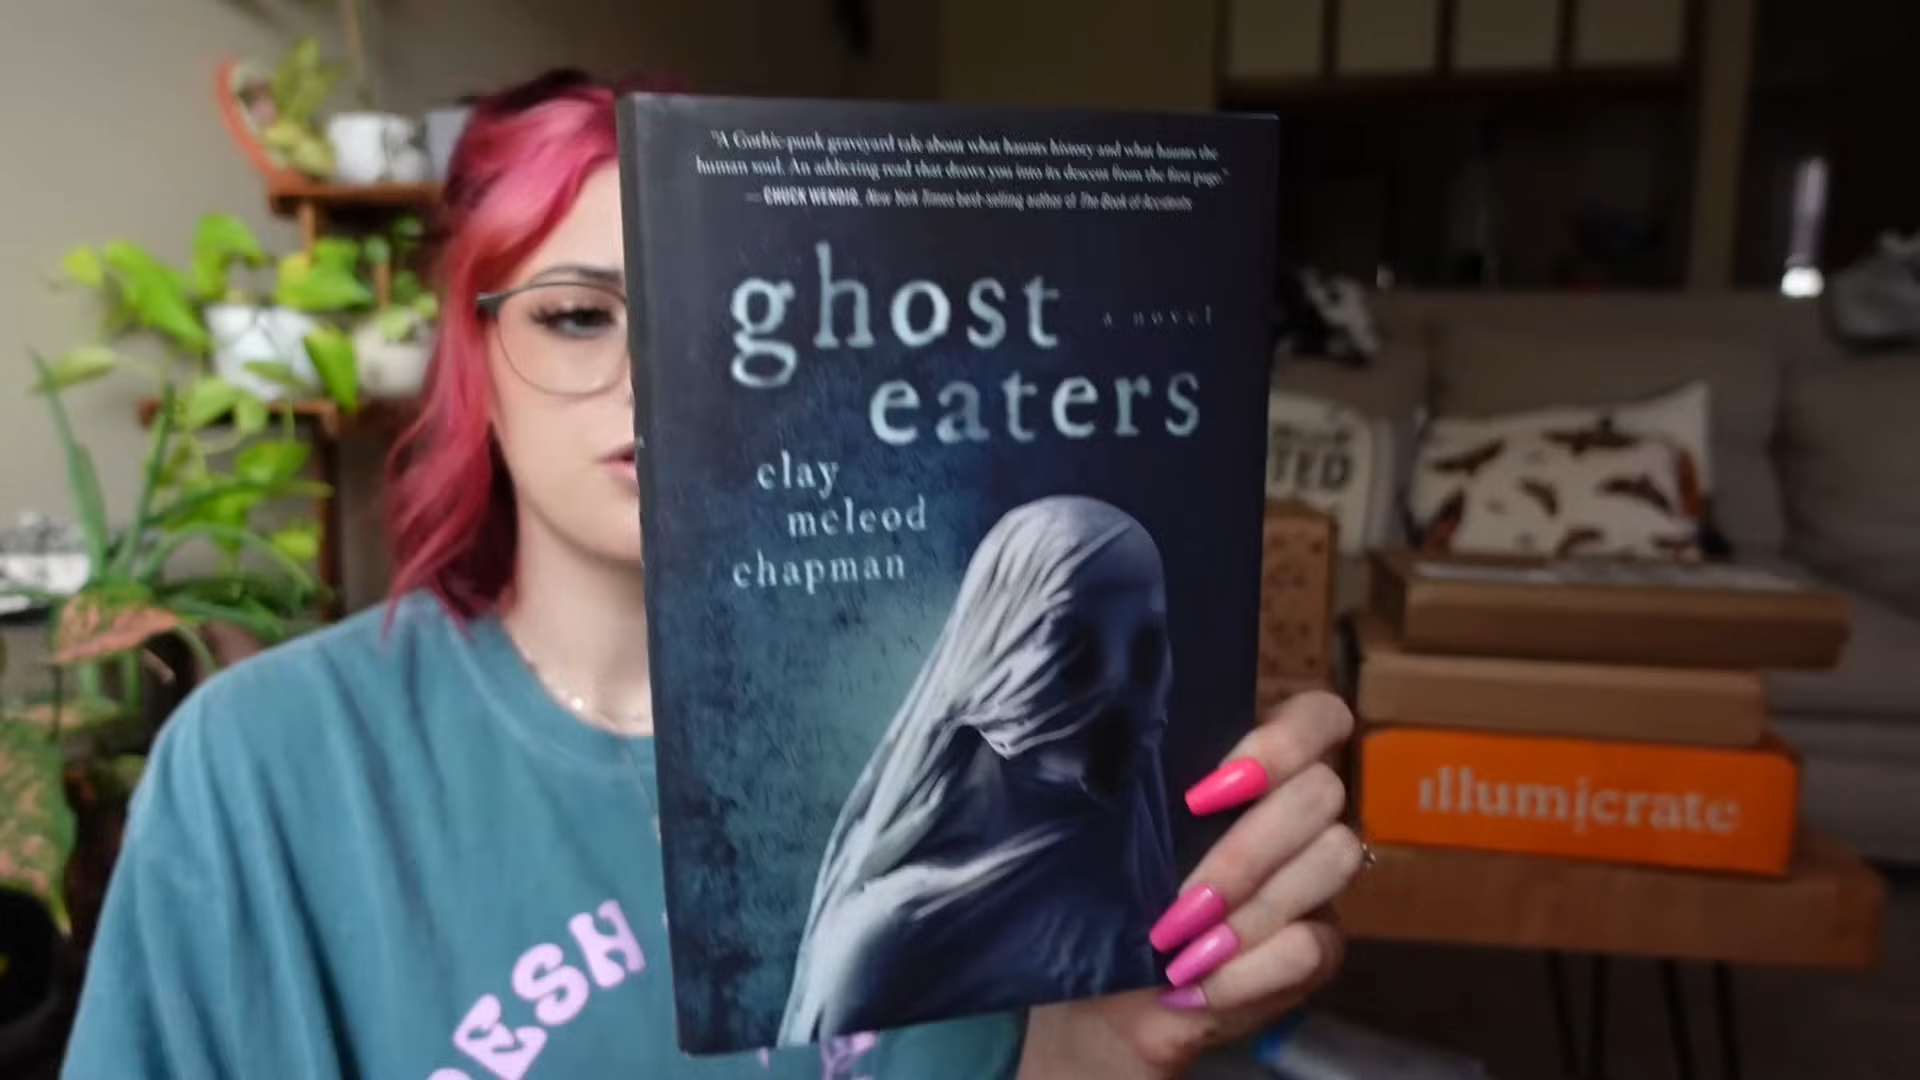 "A Gothic-punk graveyard tale about what haunts history and what haunts the
human soul. An addicting read that draws you into its descent from the first page."
—CHUCK WENDIG, New York Times best-selling author of The Book of Accidents
ghost
a novel
eaters
clay
mcleod
chapman
TED
illumicrate
ESH